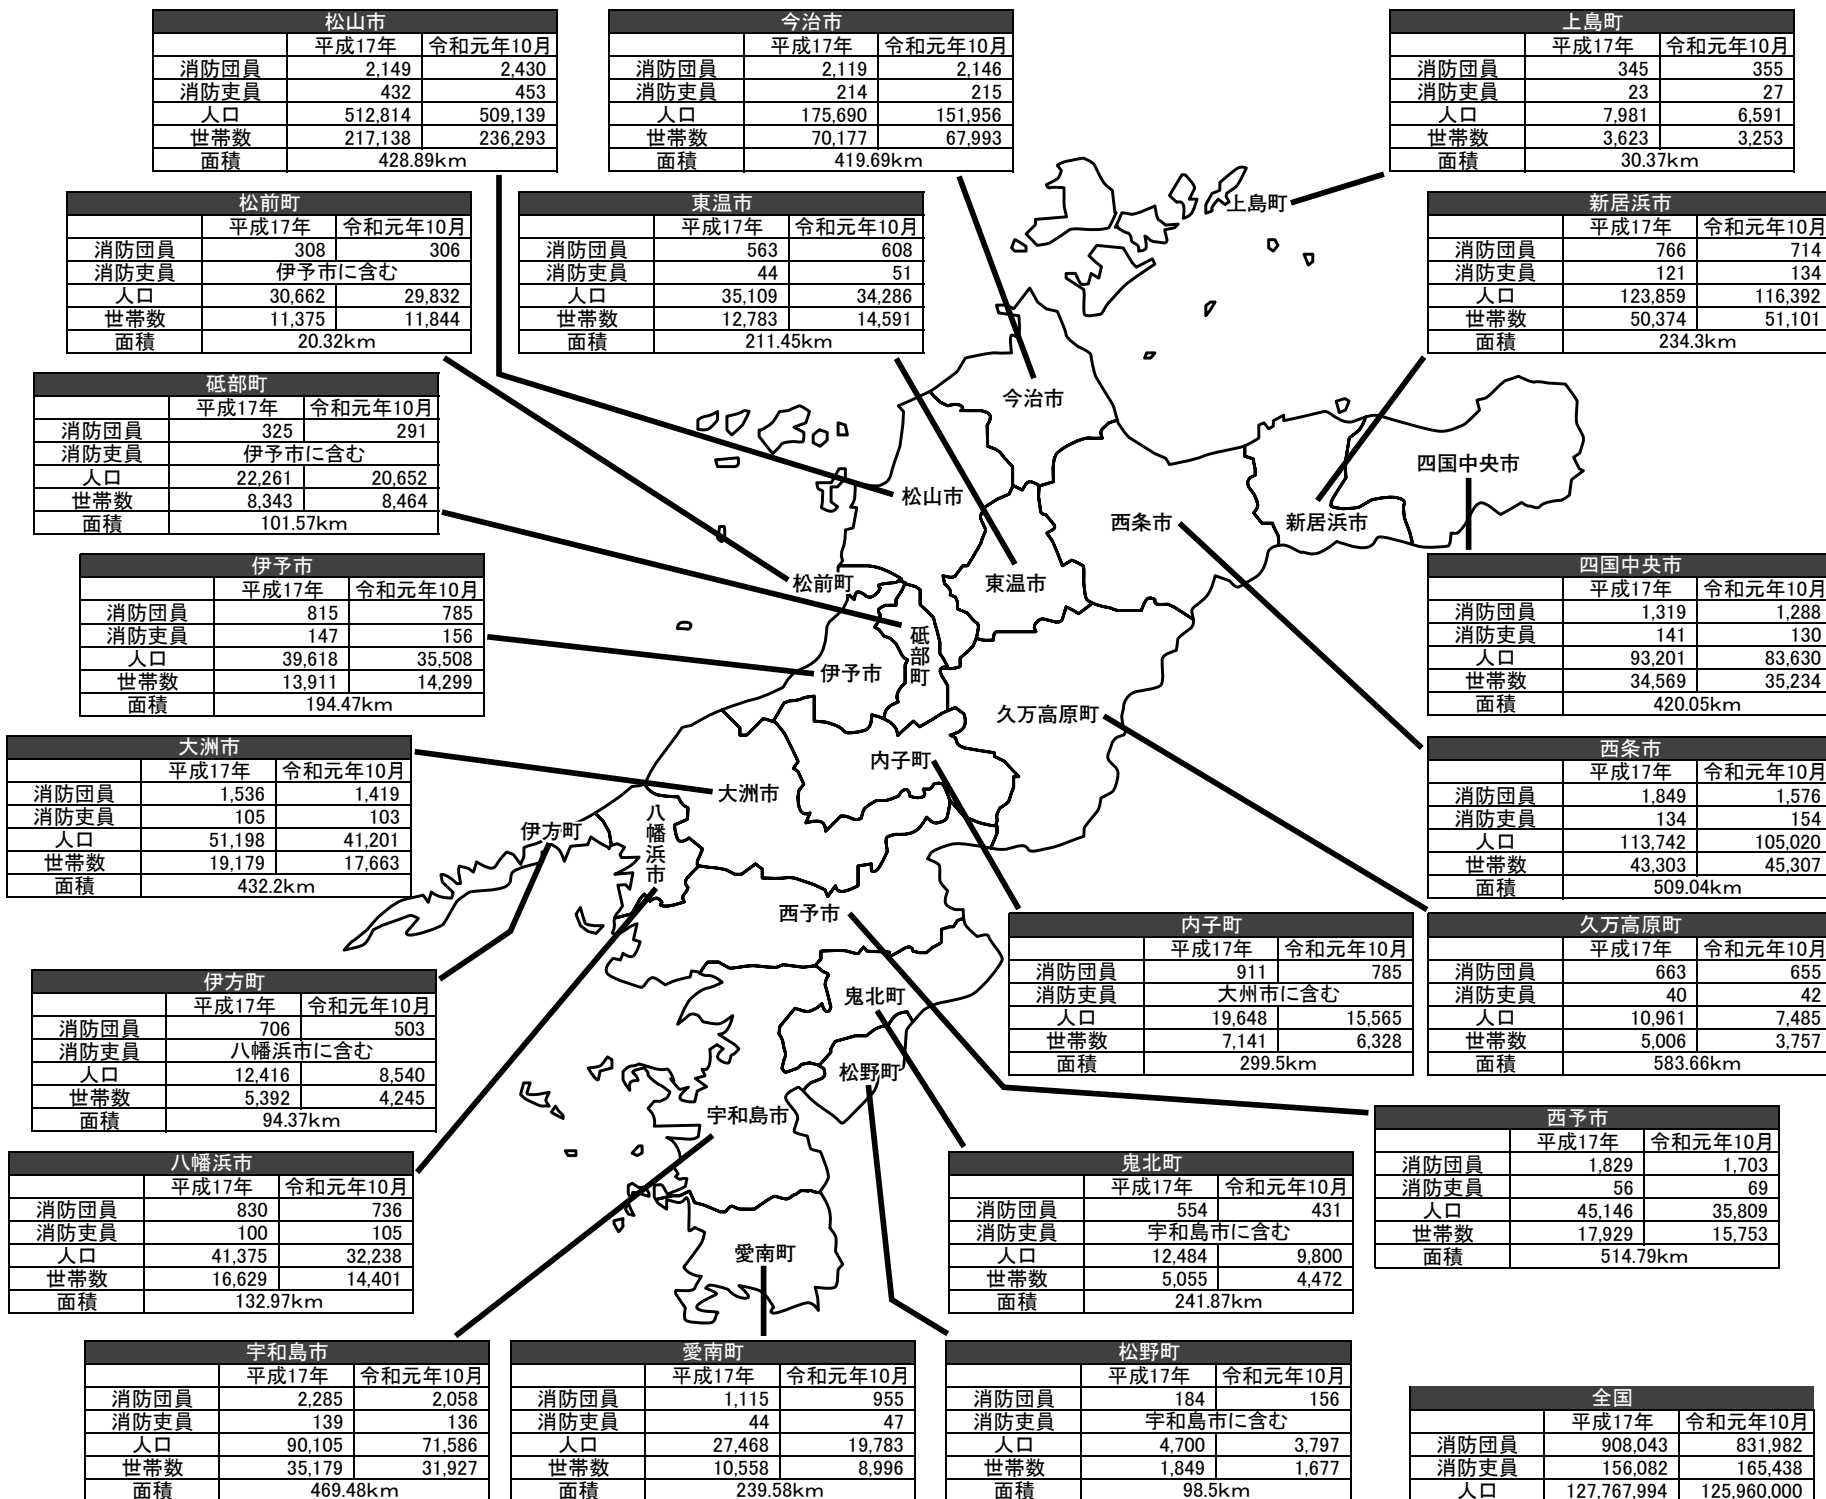 松山市
平成17年 令和元年10月
消防団員 2,149 2,430
消防吏員 432 453
人口 512,814 509,139
世帯数 217,138 236,293
面積 428.89km
今治市
平成17年 令和元年10月
消防団員 2,119 2,146
消防吏員 214 215
人口 175,690 151,956
世帯数 70,177 67,993
面積 419.69km
上島町
平成17年 令和元年10月
消防団員 345 355
消防吏員 23 27
人口 7,981 6,591
世帯数 3,623 3,253
面積 30.37km
松前町
平成17年 令和元年10月
消防団員 308 306
消防吏員 伊予市に含む
人口 30,662 29,832
世帯数 11,375 11,844
面積 20.32km
東温市
平成17年 令和元年10月
消防団員 563 608
消防吏員 44 51
人口 35,109 34,286
世帯数 12,783 14,591
面積 211.45km
新居浜市
平成17年 令和元年10月
消防団員 766 714
消防吏員 121 134
人口 123,859 116,392
世帯数 50,374 51,101
面積 234.3km
砥部町
平成17年 令和元年10月
消防団員 325 291
消防吏員 伊予市に含む
人口 22,261 20,652
世帯数 8,343 8,464
面積 101.57km
伊予市
平成17年 令和元年10月
消防団員 815 785
消防吏員 147 156
人口 39,618 35,508
世帯数 13,911 14,299
面積 194.47km
四国中央市
平成17年 令和元年10月
消防団員 1,319 1,288
消防吏員 141 130
人口 93,201 83,630
世帯数 34,569 35,234
面積 420.05km
大洲市
平成17年 令和元年10月
消防団員 1,536 1,419
消防吏員 105 103
人口 51,198 41,201
世帯数 19,179 17,663
面積 432.2km
西条市
平成17年 令和元年10月
消防団員 1,849 1,576
消防吏員 134 154
人口 113,742 105,020
世帯数 43,303 45,307
面積 509.04km
上島町
今治市
四国中央市
松山市
西条市
新居浜市
松前町
東温市
砥部町
伊予市
久万高原町
内子町
大洲市
伊方町
八幡浜市
西予市
鬼北町
松野町
宇和島市
愛南町
内子町
平成17年 令和元年10月
消防団員 911 785
消防吏員 大州市に含む
人口 19,648 15,565
世帯数 7,141 6,328
面積 299.5km
久万高原町
平成17年 令和元年10月
消防団員 663 655
消防吏員 40 42
人口 10,961 7,485
世帯数 5,006 3,757
面積 583.66km
伊方町
平成17年 令和元年10月
消防団員 706 503
消防吏員 八幡浜市に含む
人口 12,416 8,540
世帯数 5,392 4,245
面積 94.37km
西予市
平成17年 令和元年10月
消防団員 1,829 1,703
消防吏員 56 69
人口 45,146 35,809
世帯数 17,929 15,753
面積 514.79km
八幡浜市
平成17年 令和元年10月
消防団員 830 736
消防吏員 100 105
人口 41,375 32,238
世帯数 16,629 14,401
面積 132.97km
鬼北町
平成17年 令和元年10月
消防団員 554 431
消防吏員 宇和島市に含む
人口 12,484 9,800
世帯数 5,055 4,472
面積 241.87km
宇和島市
平成17年 令和元年10月
消防団員 2,285 2,058
消防吏員 139 136
人口 90,105 71,586
世帯数 35,179 31,927
面積 469.48km
愛南町
平成17年 令和元年10月
消防団員 1,115 955
消防吏員 44 47
人口 27,468 19,783
世帯数 10,558 8,996
面積 239.58km
松野町
平成17年 令和元年10月
消防団員 184 156
消防吏員 宇和島市に含む
人口 4,700 3,797
世帯数 1,849 1,677
面積 98.5km
全国
平成17年 令和元年10月
消防団員 908,043 831,982
消防吏員 156,082 165,438
人口 127,767,994 125,960,000